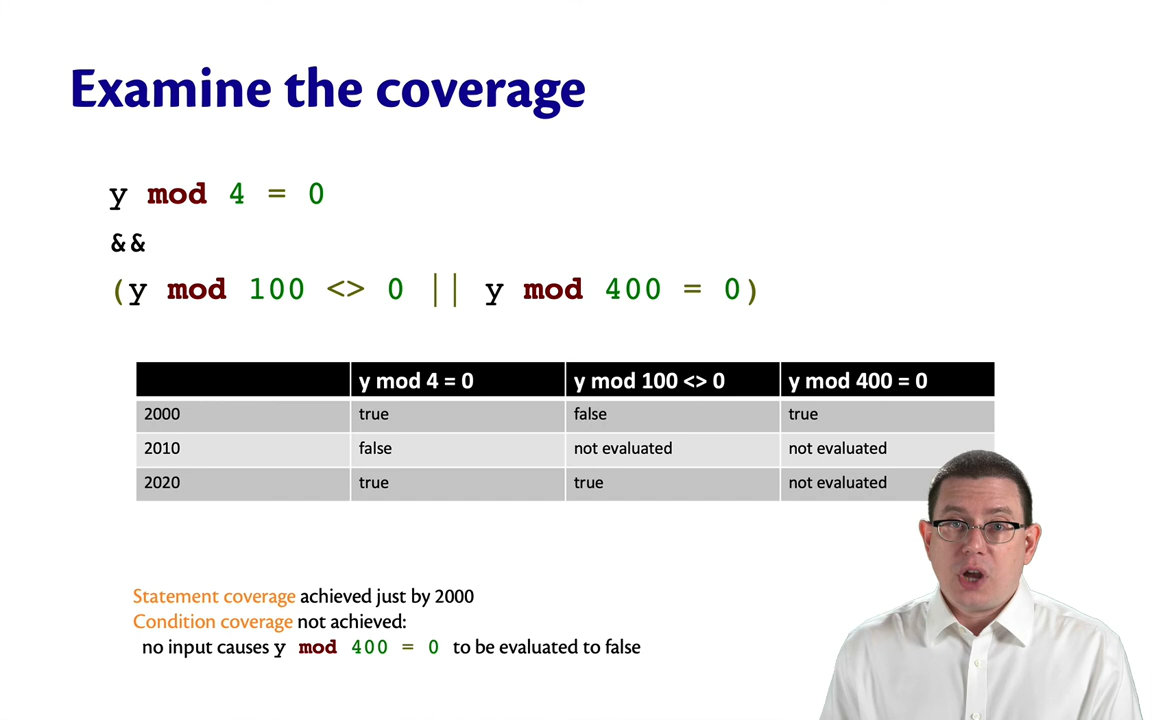 Examine the coverage
y mod 4 = 0
&&
(y mod 100 <> 0 || y mod 400 = 0)
y mod 4 = 0 y mod 100 <> 0 y mod 400 = 0
2000 true false true
2010 false not evaluated not evaluated
2020 true true not evaluated
Statement coverage achieved just by 2000
Condition coverage not achieved:
no input causes y mod 400 = 0 to be evaluated to false